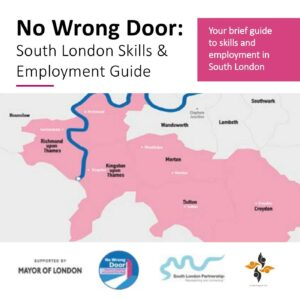 No Wrong Door:
South London Skills &
Employment Guide
Your brief guide
to skills and
employment in
South London
Hounslow
Richmond
upon
Thames
Kingston
upon
Thames
Wandsworth
Merton
Lambeth
Southwark
Sutton
Croydon
SUPPORTED BY
MAYOR OF LONDON
No Wrong
Door
South London Partnership